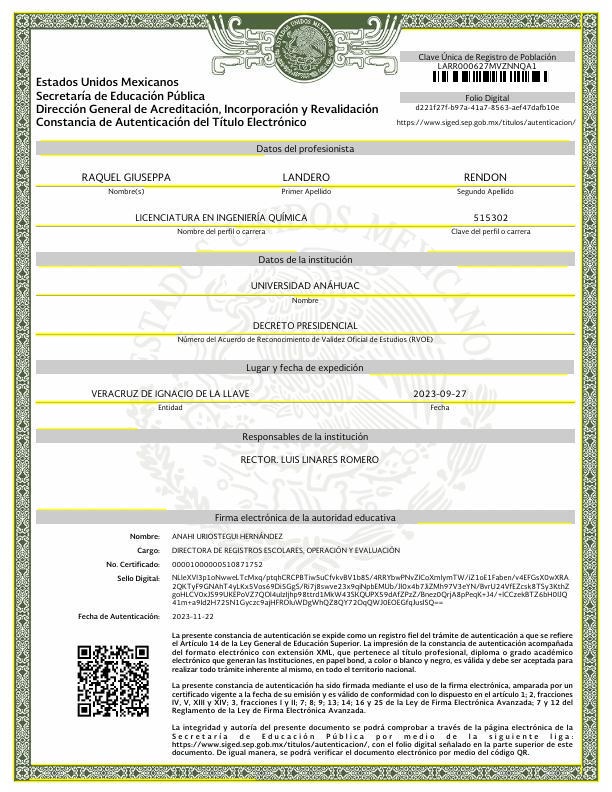 Clave Única de Registro de Población
LARR000627MVZNNQA1
Estados Unidos Mexicanos
Secretaría de Educación Pública
Dirección General de Acreditación, Incorporación y Revalidación
Constancia de Autenticación del Título Electrónico
Folio Digital
d221f27f-b97a-41a7-8563-aef47dafb10e
https://www.siged.sep.gob.mx/titulos/autenticacion/
Datos del profesionista
RAQUEL GIUSEPPA LANDERO RENDON
Nombre(s) Primer Apellido Segundo Apellido
LICENCIATURA EN INGENIERÍA QUÍMICA 515302
Nombre del perfil o carrera Clave del perfil o carrera
Datos de la institución
UNIVERSIDAD ANÁHUAC
Nombre
DECRETO PRESIDENCIAL
Número del Acuerdo de Reconocimiento de Validez Oficial de Estudios (RVOE)
Lugar y fecha de expedición
VERACRUZ DE IGNACIO DE LA LLAVE 2023-09-27
Entidad Fecha
Responsables de la institución
RECTOR. LUIS LINARES ROMERO
Firma electrónica de la autoridad educativa
Nombre: ANAHI URIOSTEGUI HERNÁNDEZ
Cargo: DIRECTORA DE REGISTROS ESCOLARES, OPERACIÓN Y EVALUACIÓN
No. Certificado: 00001000000510871752
Sello Digital:
Fecha de Autenticación: 2023-11-22
La presente constancia de autenticación se expide como un registro fiel del trámite de autenticación a que se refiere
el Artículo 14 de la Ley General de Educación Superior. La impresión de la constancia de autenticación acompañada
del formato electrónico con extensión XML, que pertenece al título profesional, diploma o grado académico
electrónico que generan las Instituciones, en papel bond, a color o blanco y negro, es válida y debe ser aceptada para
realizar todo trámite inherente al mismo, en todo el territorio nacional.
La presente constancia de autenticación ha sido firmada mediante el uso de la firma electrónica, amparada por un
certificado vigente a la fecha de su emisión y es válido de conformidad con lo dispuesto en el artículo 1; 2, fracciones
IV, V, XIII y XIV; 3, fracciones I y II; 7; 8; 9; 13; 14; 16 y 25 de la Ley de Firma Electrónica Avanzada; 7 y 12 del
Reglamento de la Ley de Firma Electrónica Avanzada.
La integridad y autoría del presente documento se podrá comprobar a través de la página electrónica de la
Secretaría de Educación Pública por medio de la siguiente liga:
https://www.siged.sep.gob.mx/titulos/autenticacion/, con el folio digital señalado en la parte superior de este
documento. De igual manera, se podrá verificar el documento electrónico por medio del código QR.
ESTADOS UNIDOS MEXICANOS